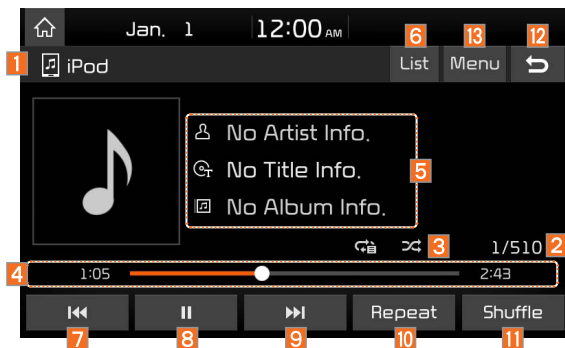 Jan. 1 12:00 AM
6 13 12
1 iPod List Menu
No Artist Info.
No Title Info. 5
No Album Info.
3 1/510 2
4 1:05 2:43
Repeat Shuffle
7 8 9 10 11